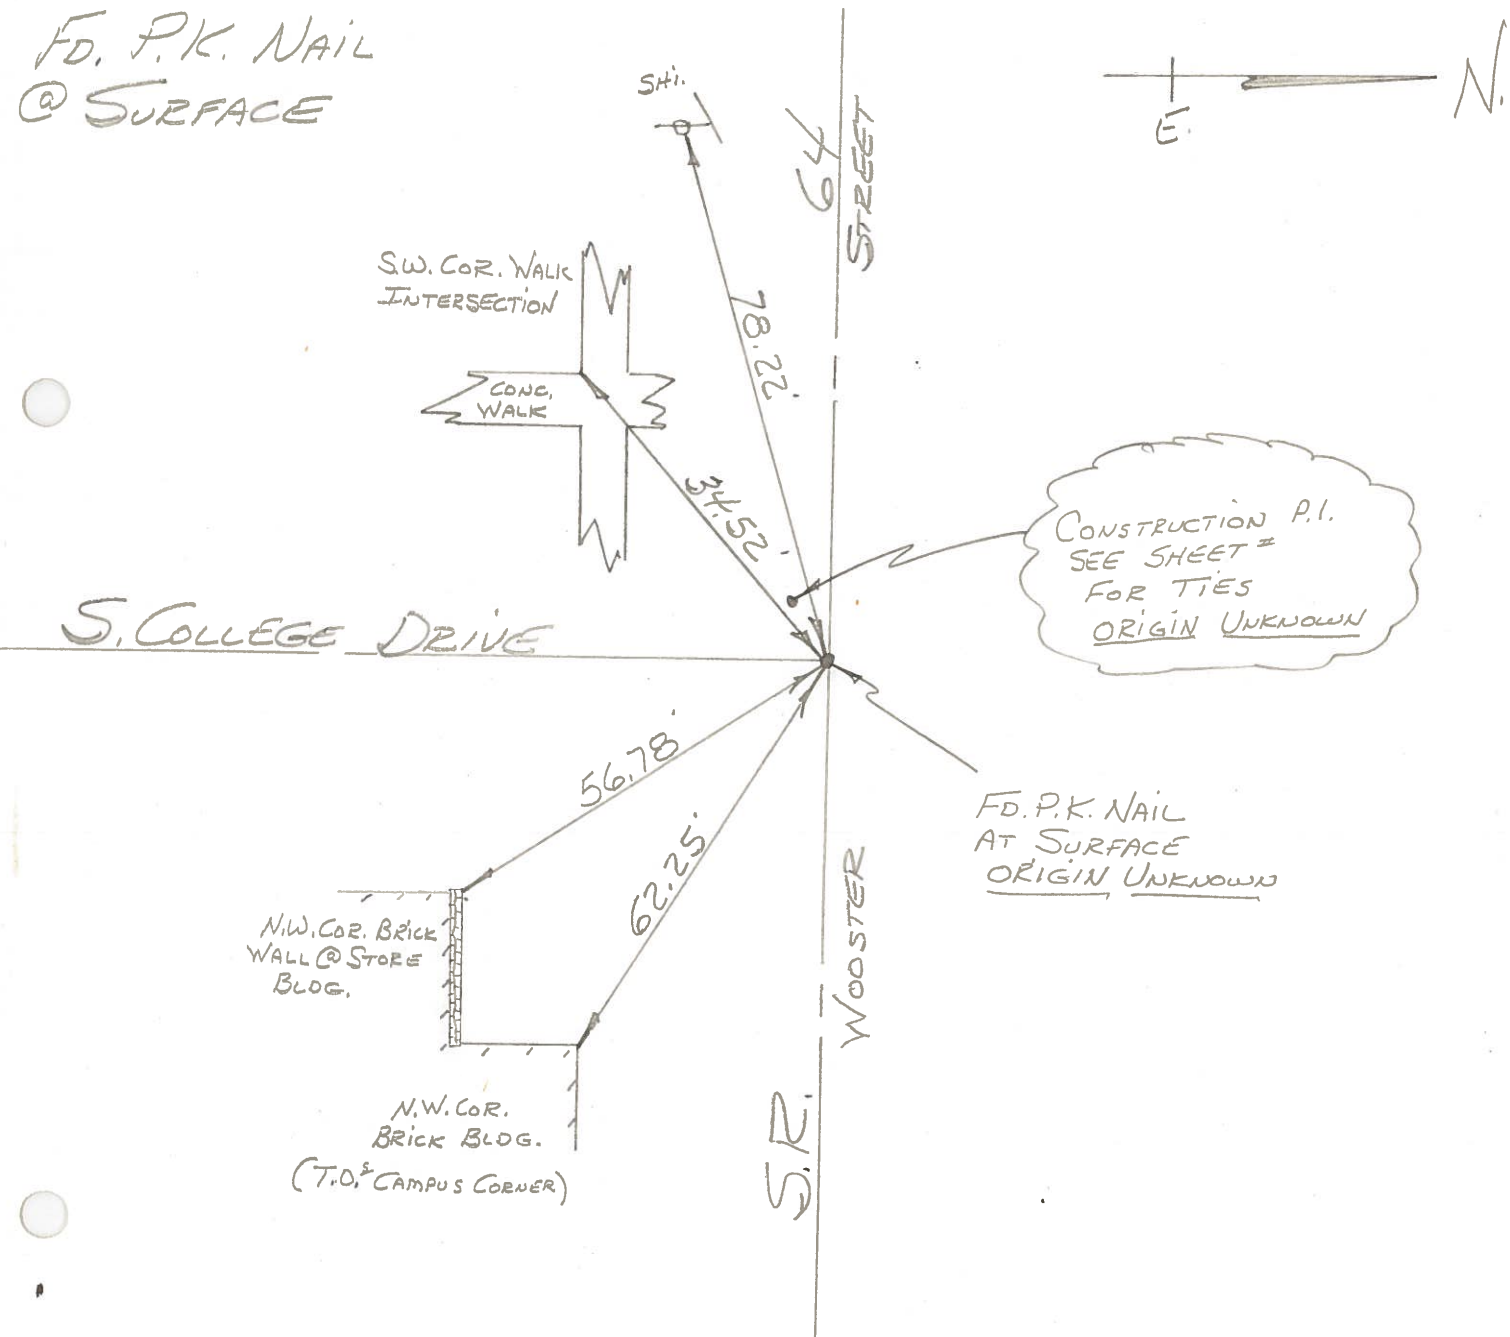 FD. P.K. NAIL
@ SURFACE
SHI.
N.
E.
64
STREET
S.W. COR. WALK
INTERSECTION
78.22'
CONC.
WALK
34.52'
CONSTRUCTION P.I.
SEE SHEET #
FOR TIES
ORIGIN UNKNOWN
S. COLLEGE DRIVE
56.78'
62.25'
FD. P.K. NAIL
AT SURFACE
ORIGIN UNKNOWN
WOOSTER
N.W. COR. BRICK
WALL @ STORE
BLDG.
S.R.
N.W. COR.
BRICK BLDG.
(T.O.'S CAMPUS CORNER)